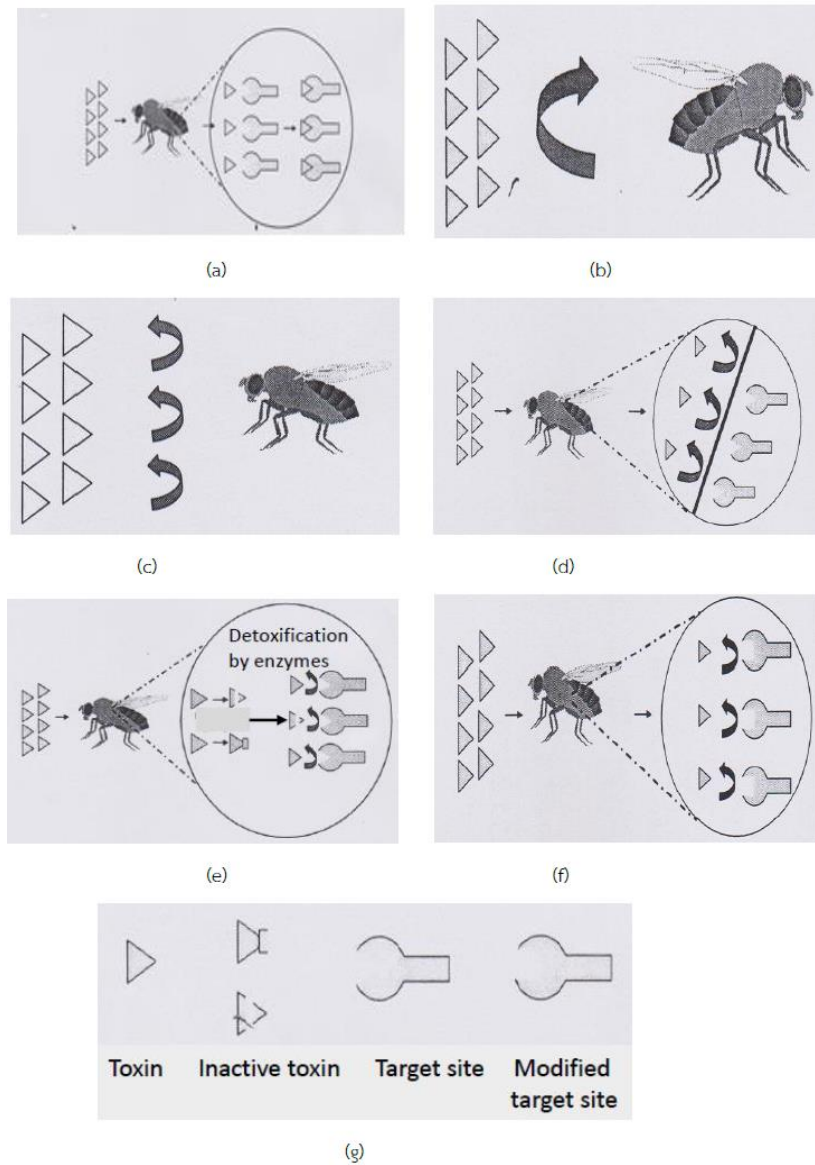 (a)
(b)
(c)
(d)
Detoxification
by enzymes
(e)
(f)
Toxin Inactive toxin Target site Modified
target site
(g)